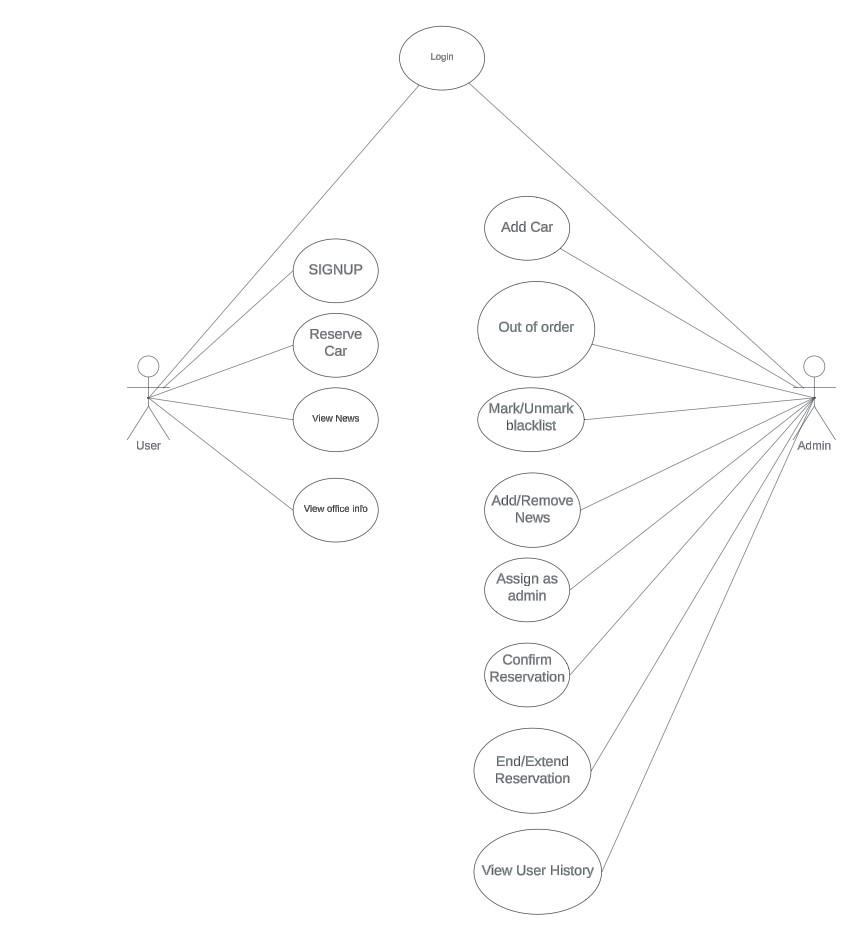 Login
Add Car
SIGNUP
Out of order
Reserve
Car
Mark/Unmark
blacklist
View News
User
Admin
Add/Remove
News
View office info
Assign as
admin
Confirm
Reservation
End/Extend
Reservation
View User History